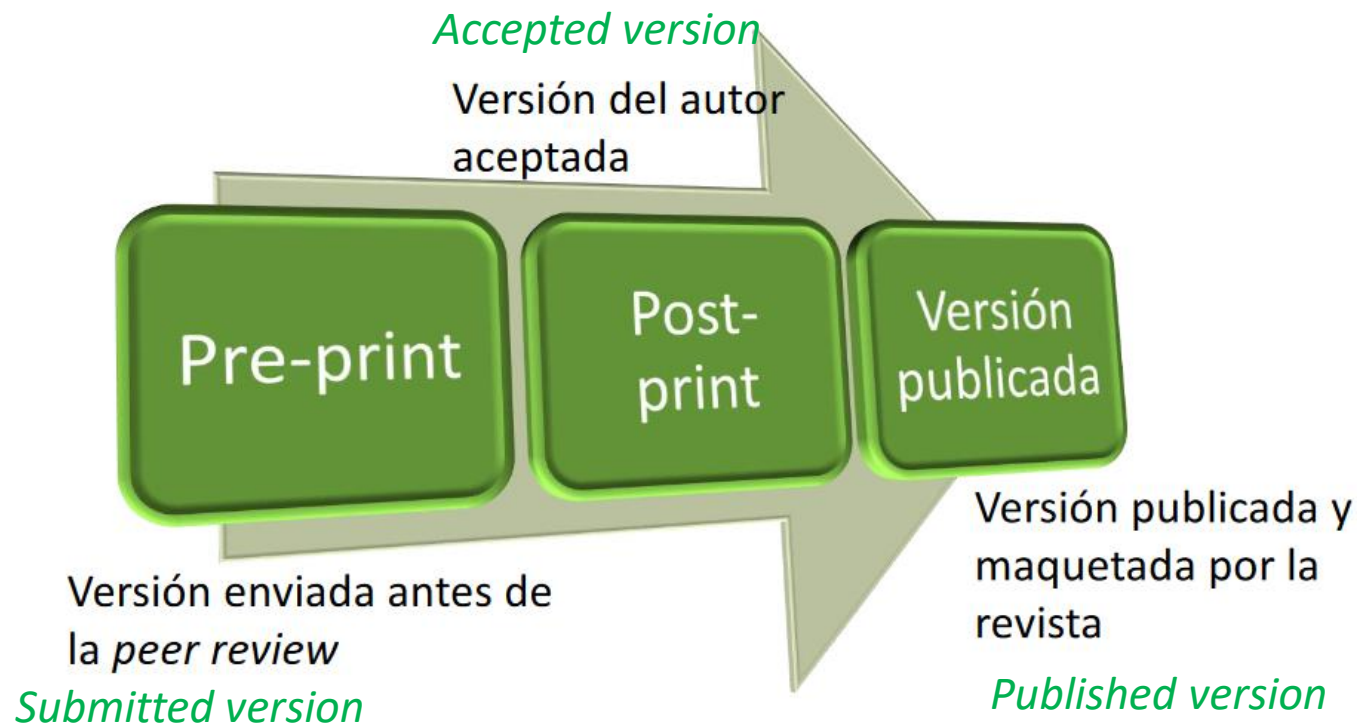 Accepted version
Versión del autor
aceptada
Pre-print
Post-
print
Versión
publicada
Versión enviada antes de
la peer review
Submitted version
Versión publicada y
maquetada por la
revista
Published version